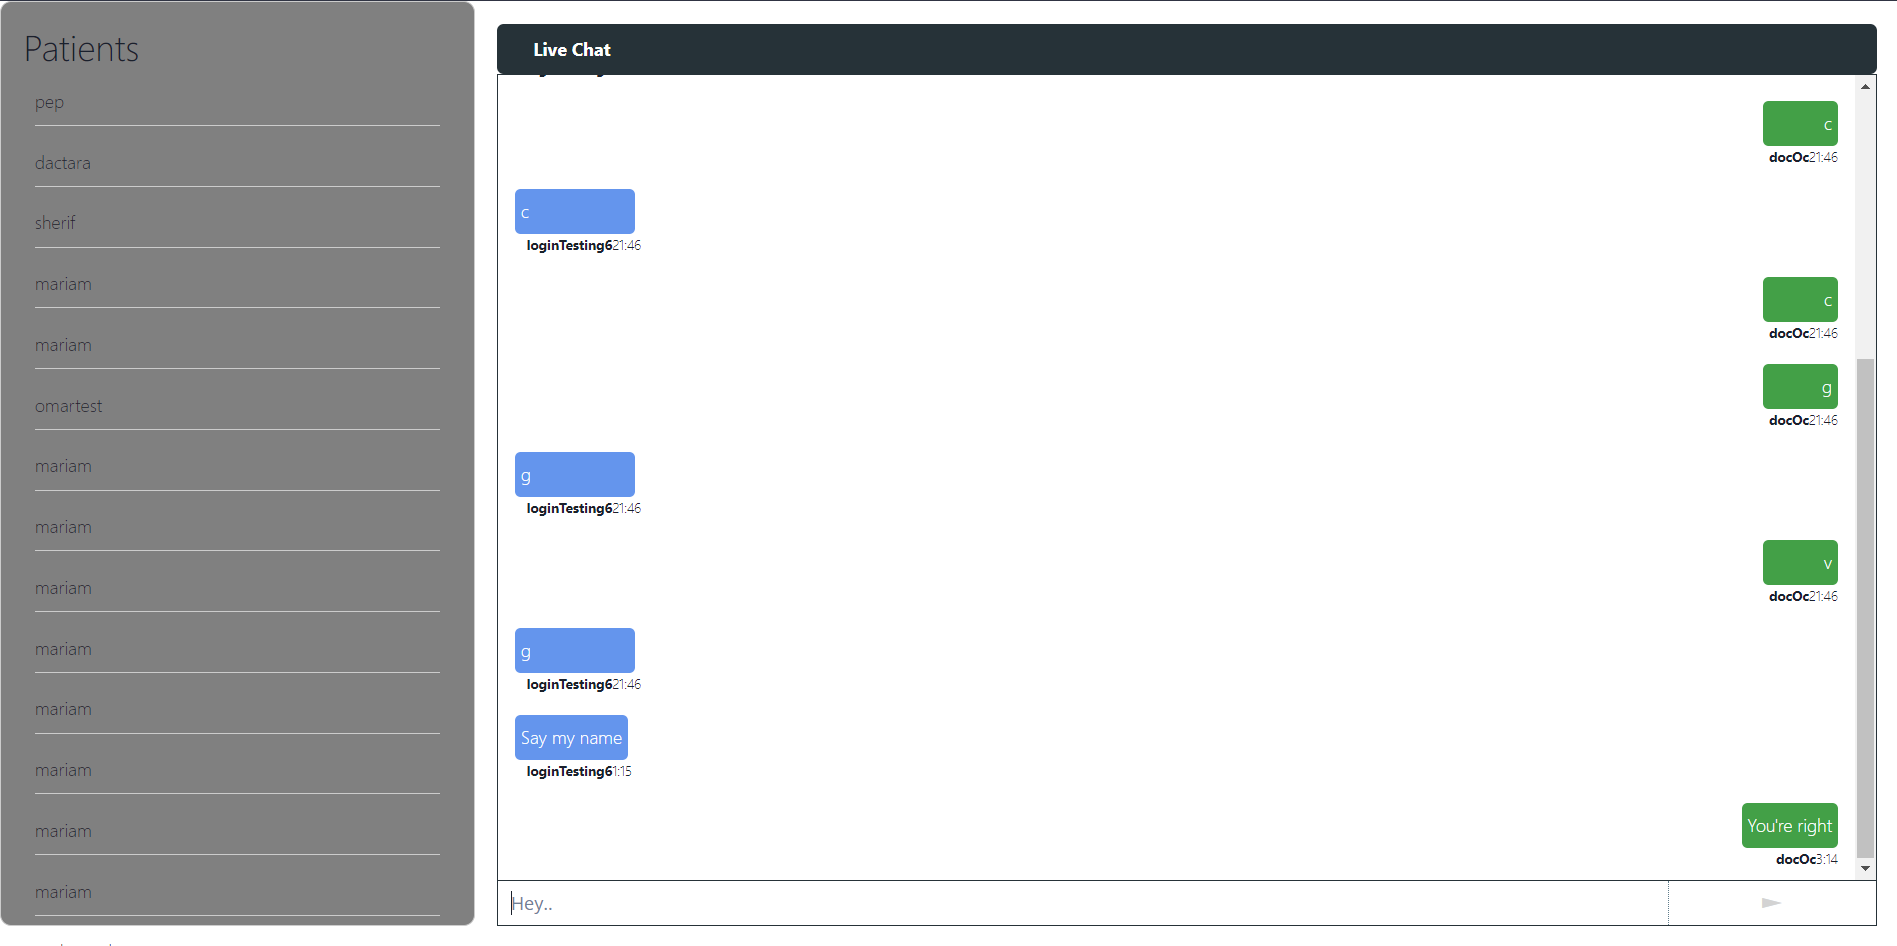 Patients
pep
dactara
sherif
mariam
mariam
omartest
mariam
mariam
mariam
mariam
mariam
mariam
mariam
mariam
Live Chat
c
docOc21:46
c
loginTesting621:46
c
docOc21:46
g
docOc21:46
g
loginTesting621:46
v
docOc21:46
g
loginTesting621:46
Say my name
loginTesting61:15
You're right
docOc3:14
Hey..